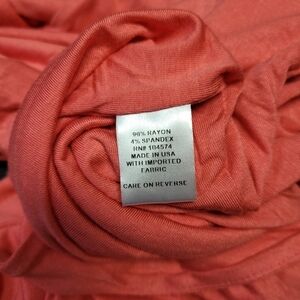 96% RAYON
4% SPANDEX
RN# 104574
MADE IN USA
WITH IMPORTED
FABRIC
CARE ON REVERSE